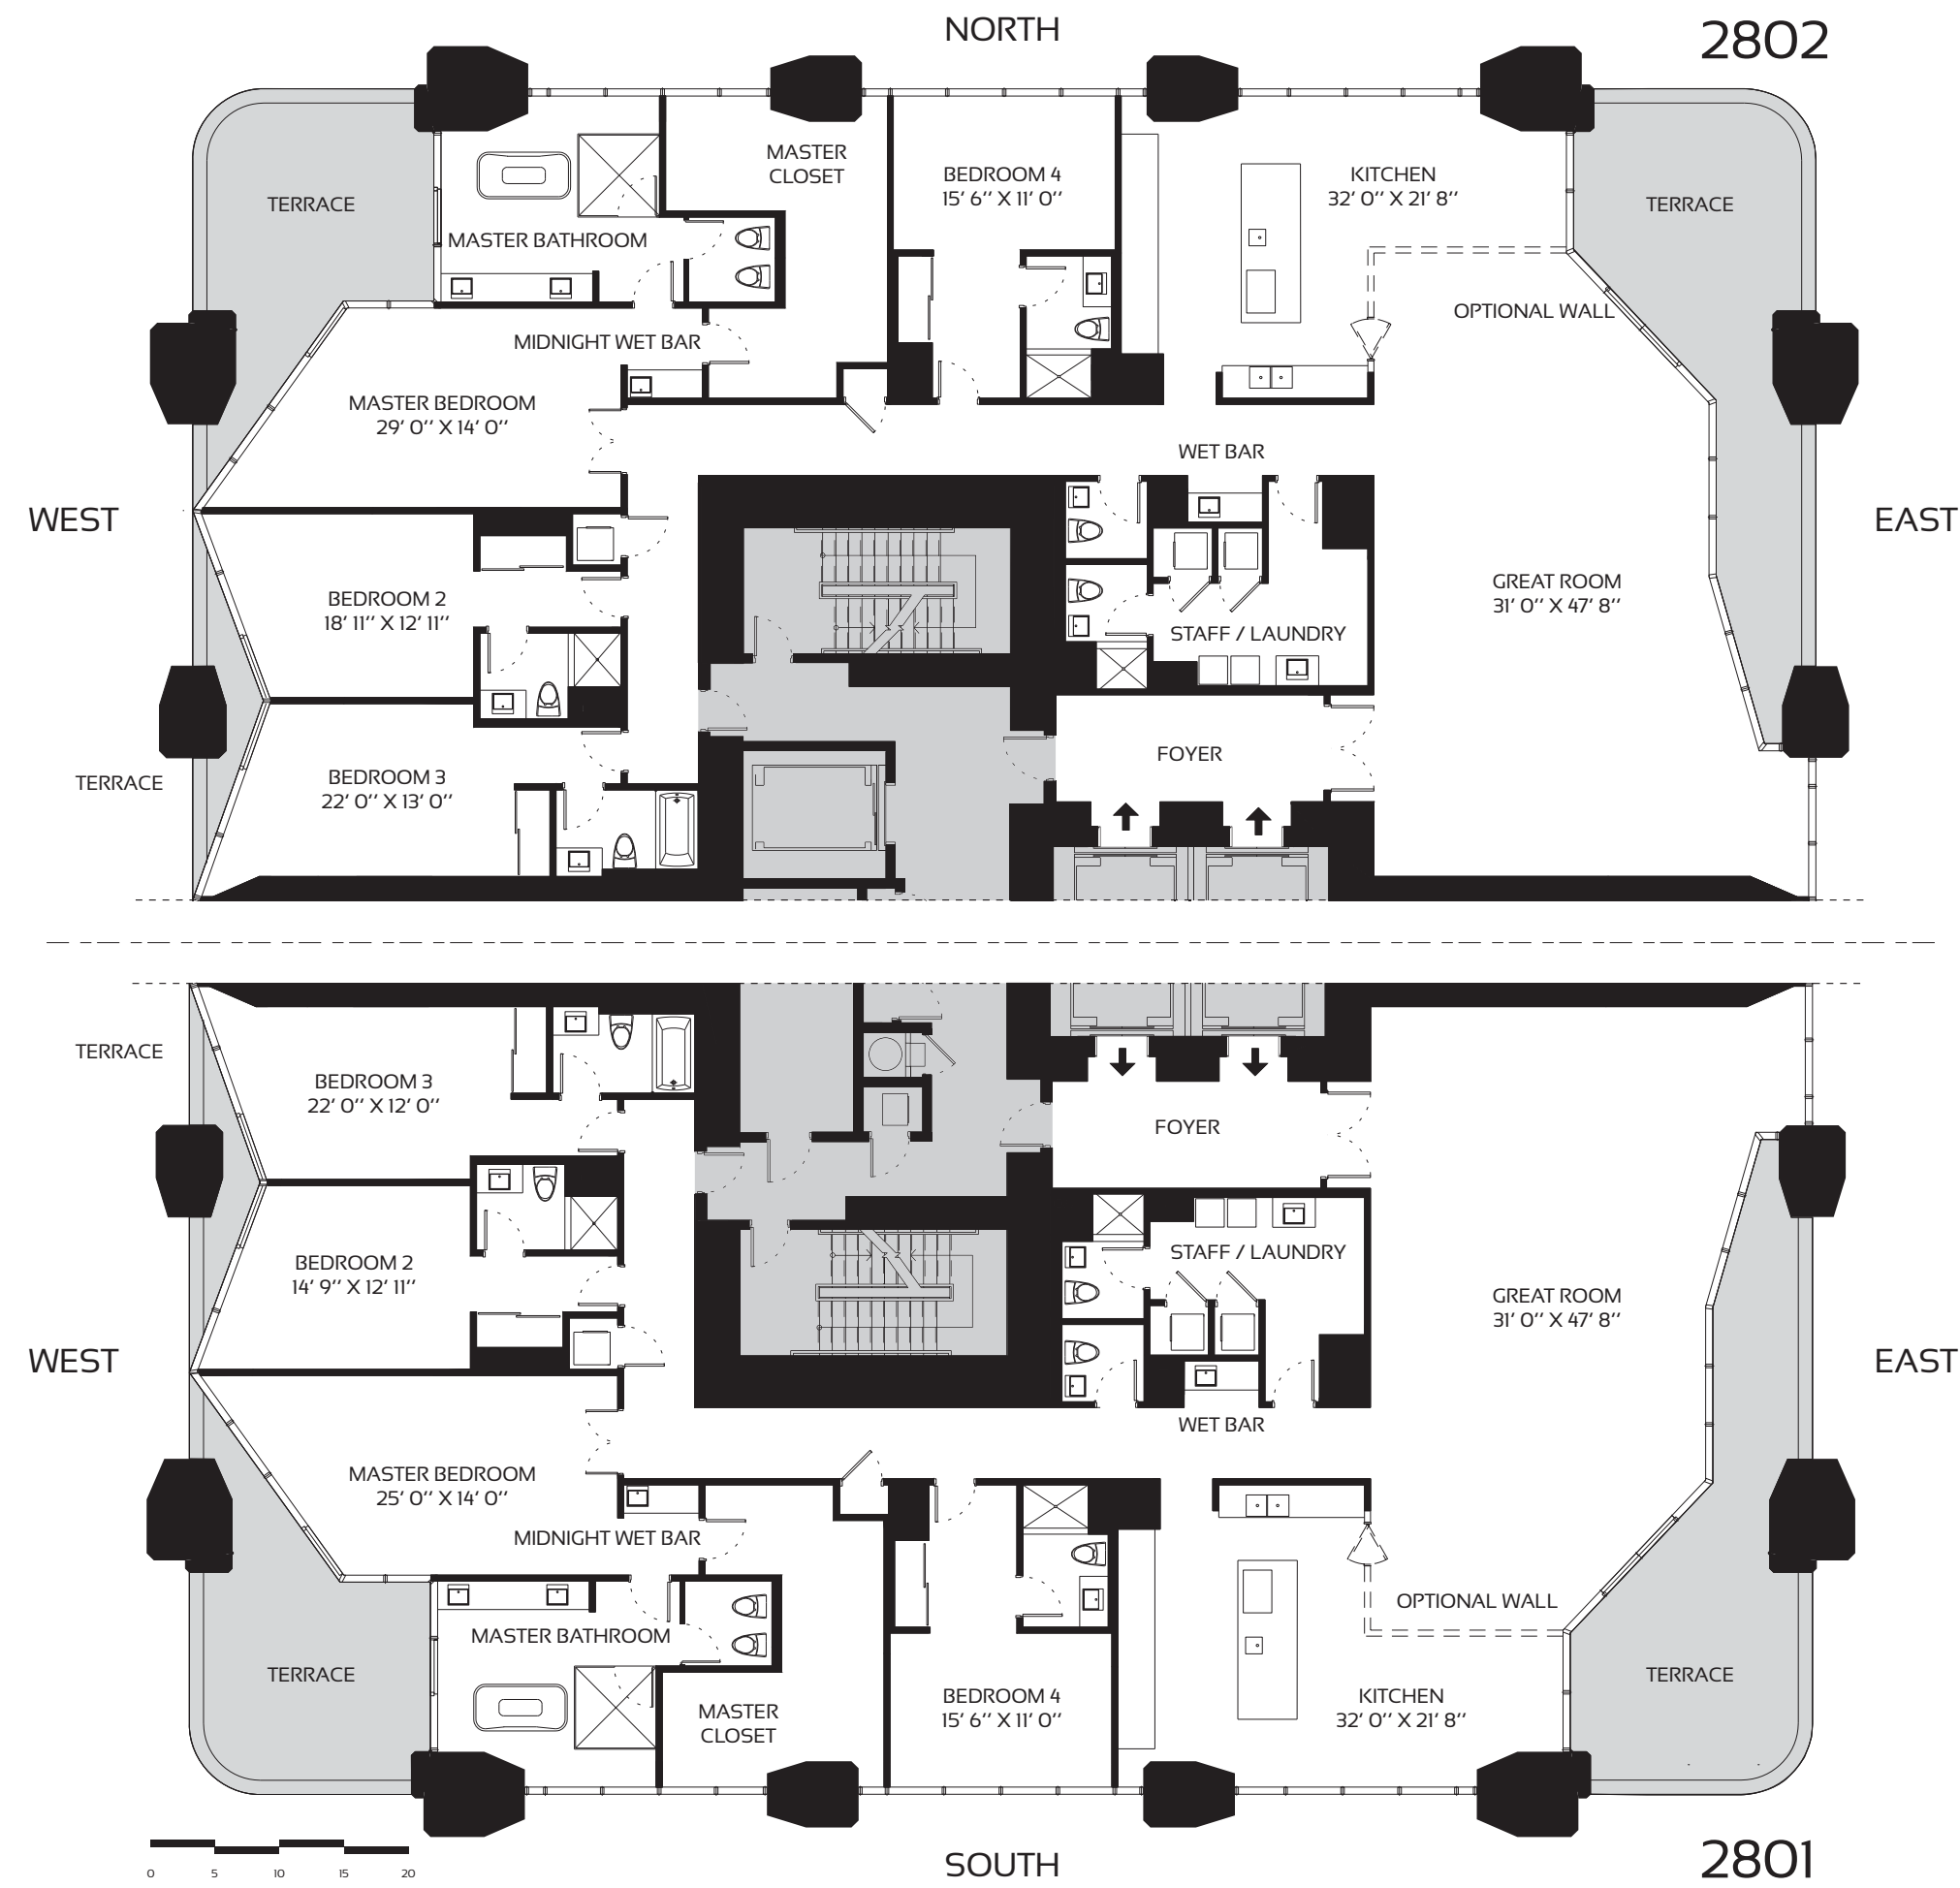 NORTH
2802
TERRACE
MASTER
CLOSET
BEDROOM 4
15' 6'' X 11' 0''
KITCHEN
32' 0'' X 21' 8''
TERRACE
MASTER BATHROOM
OPTIONAL WALL
MIDNIGHT WET BAR
MASTER BEDROOM
29' 0'' X 14' 0''
WET BAR
WEST
EAST
BEDROOM 2
18' 11'' X 12' 11''
GREAT ROOM
31' 0'' X 47' 8''
STAFF / LAUNDRY
FOYER
TERRACE
BEDROOM 3
22' 0'' X 13' 0''
TERRACE
BEDROOM 3
22' 0'' X 12' 0''
FOYER
BEDROOM 2
14' 9'' X 12' 11''
STAFF / LAUNDRY
GREAT ROOM
31' 0'' X 47' 8''
WEST
EAST
WET BAR
MASTER BEDROOM
25' 0'' X 14' 0''
MIDNIGHT WET BAR
OPTIONAL WALL
MASTER BATHROOM
TERRACE
MASTER
CLOSET
BEDROOM 4
15' 6'' X 11' 0''
KITCHEN
32' 0'' X 21' 8''
TERRACE
0 5 10 15 20
SOUTH
2801